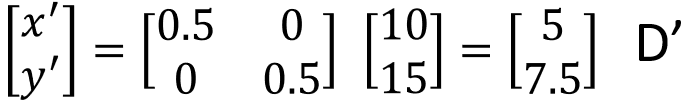 [x′ y′] = [0.5 0 0 0.5] [10 15] = [5 7.5] D’